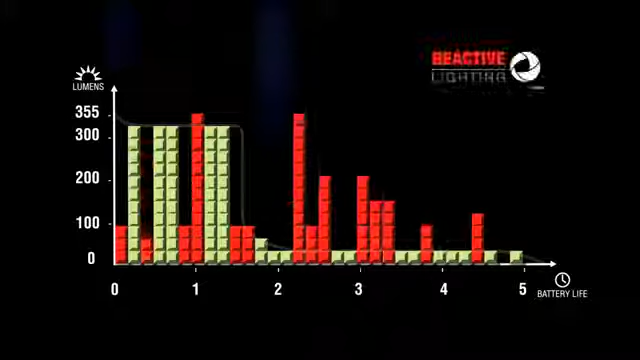 REACTIVE
LIGHTING
LUMENS
355
300
200
100
0
0 1 2 3 4 5
BATTERY LIFE